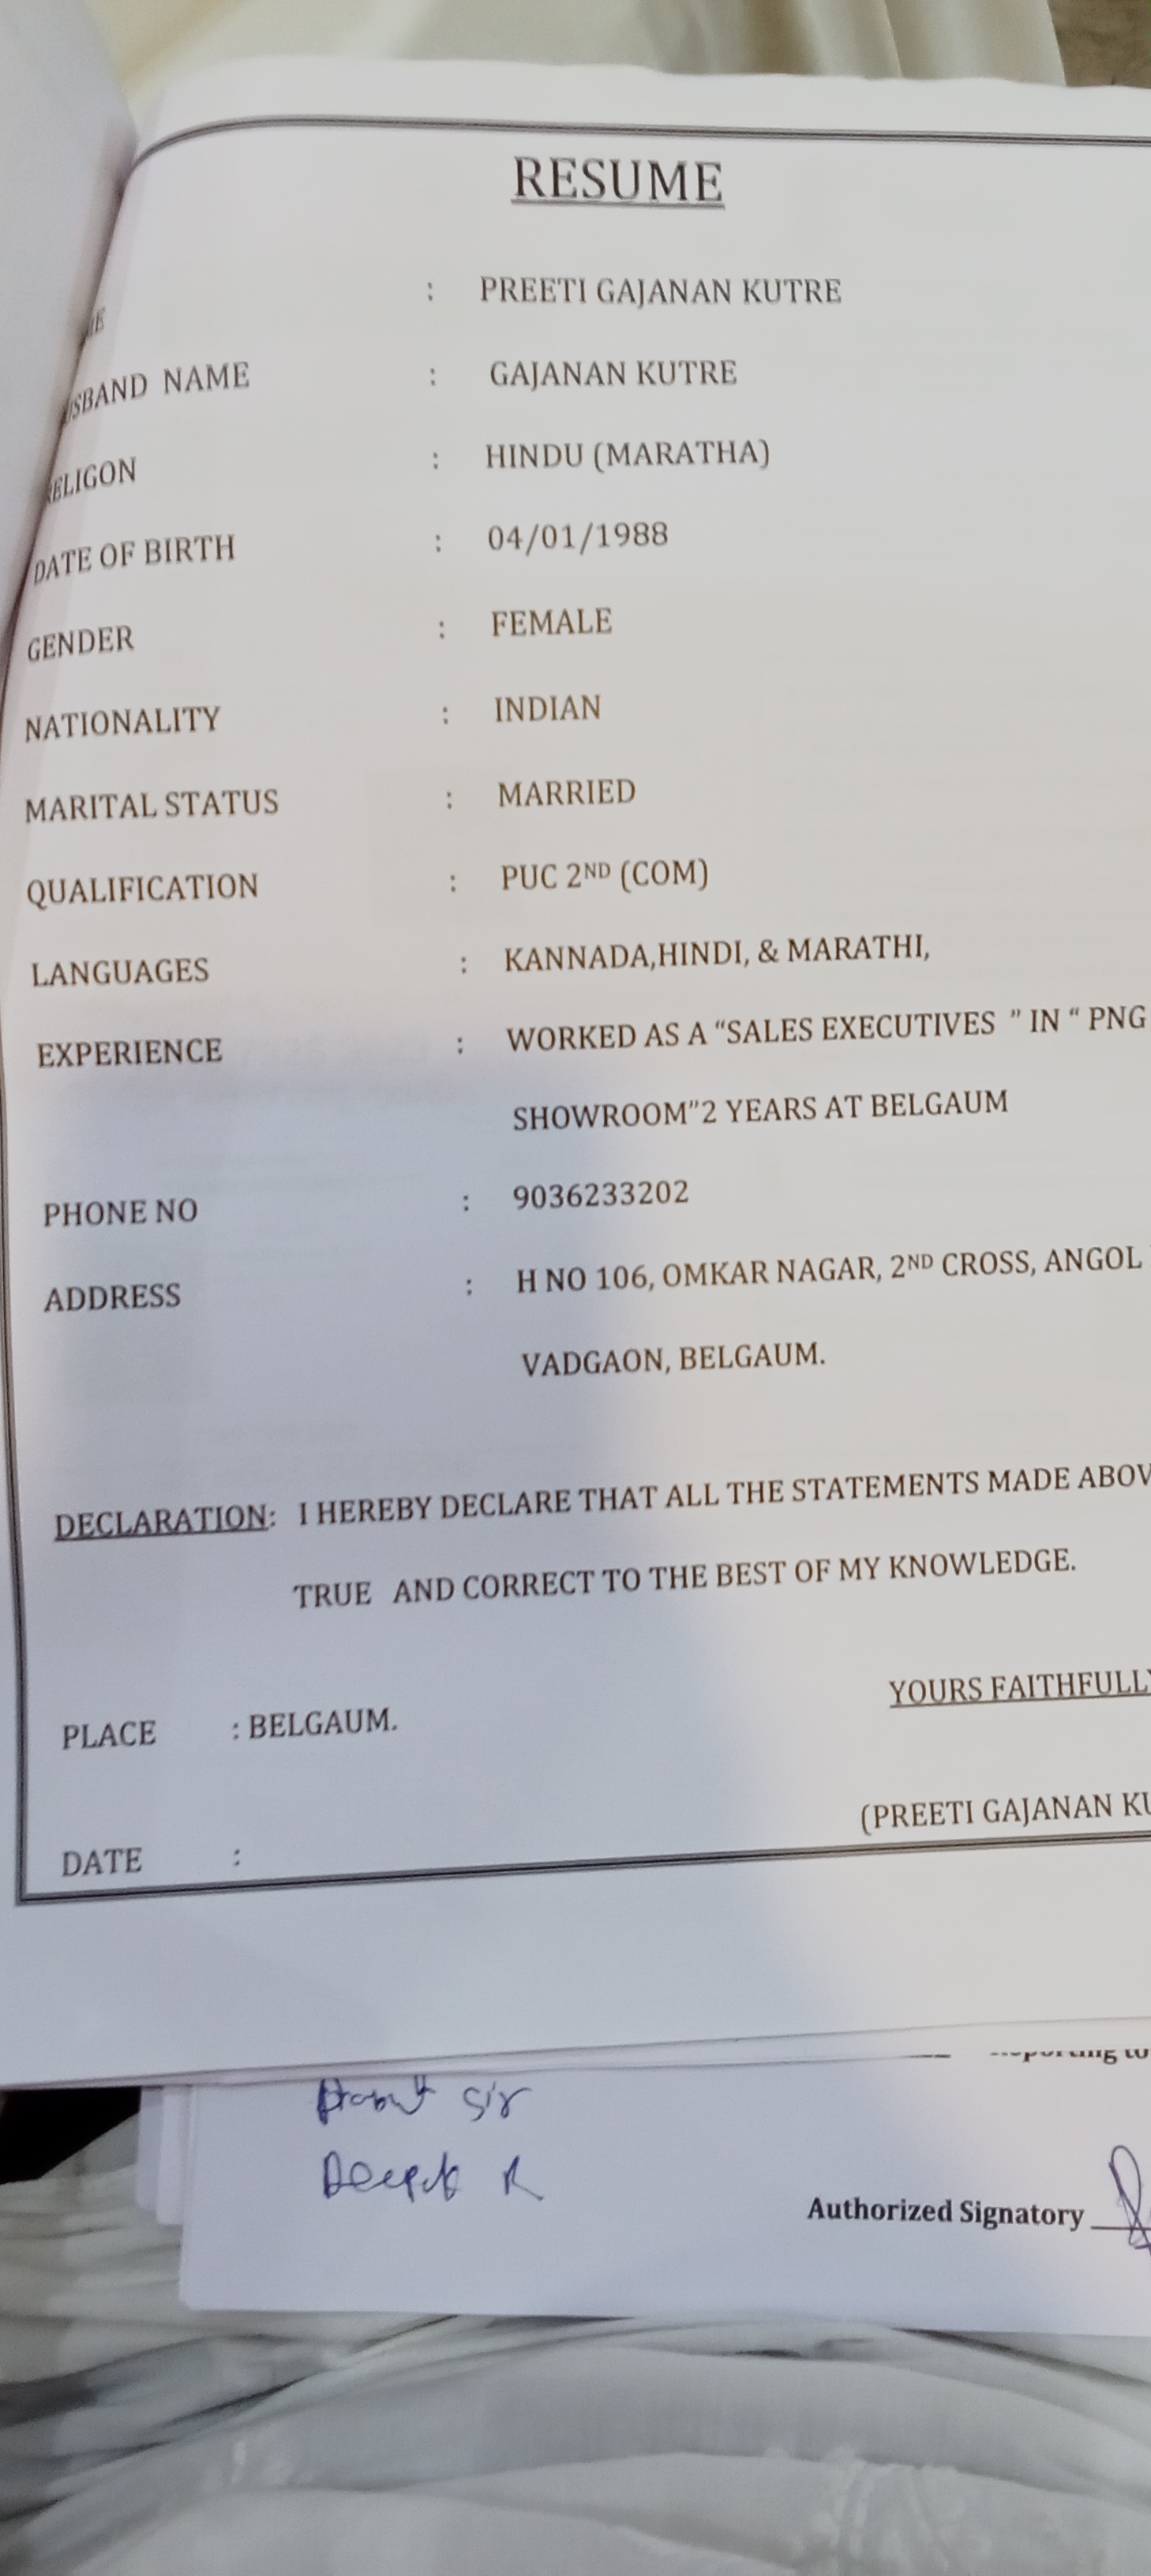 RESUME
: PREETI GAJANAN KUTRE
HUSBAND NAME : GAJANAN KUTRE
RELIGON : HINDU (MARATHA)
DATE OF BIRTH : 04/01/1988
GENDER : FEMALE
NATIONALITY : INDIAN
MARITAL STATUS : MARRIED
QUALIFICATION : PUC 2ND (COM)
LANGUAGES : KANNADA,HINDI, & MARATHI,
EXPERIENCE : WORKED AS A “SALES EXECUTIVES ” IN “ PNG
SHOWROOM”2 YEARS AT BELGAUM
PHONE NO : 9036233202
ADDRESS : H NO 106, OMKAR NAGAR, 2ND CROSS, ANGOL
VADGAON, BELGAUM.
DECLARATION: I HEREBY DECLARE THAT ALL THE STATEMENTS MADE ABOV
TRUE AND CORRECT TO THE BEST OF MY KNOWLEDGE.
YOURS FAITHFULLY
PLACE : BELGAUM.
(PREETI GAJANAN KU
DATE :
Sir
Deepak R
Authorized Signatory